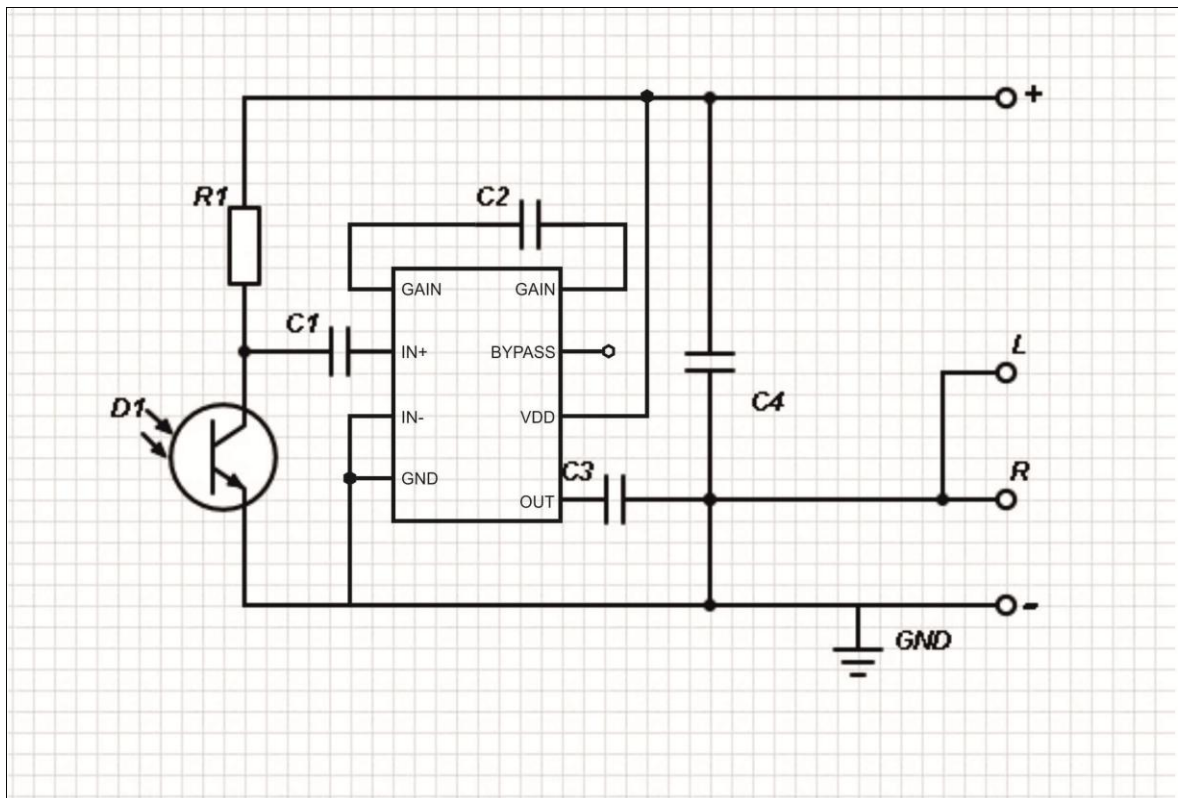 +
R1
C2
GAIN
GAIN
C1
IN+
BYPASS
L
D1
IN-
VDD
C4
C3
R
GND
OUT
-
GND